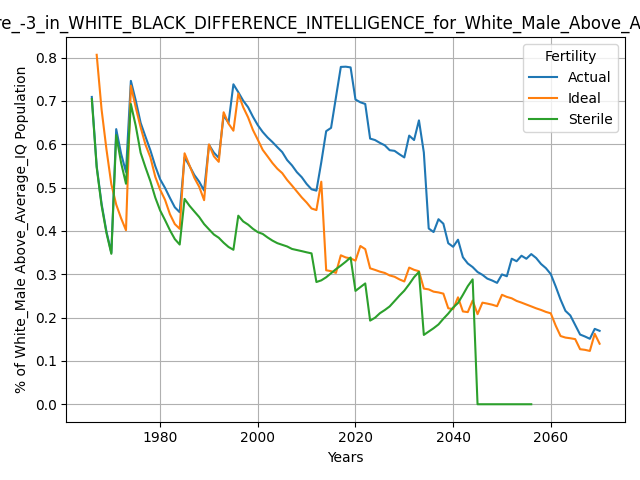 re_-3_in_WHITE_BLACK_DIFFERENCE_INTELLIGENCE_for_White_Male_Above_A
Fertility
Actual
Ideal
Sterile
% of White_Male Above_Average_IQ Population
0.8
0.7
0.6
0.5
0.4
0.3
0.2
0.1
0.0
1980 2000 2020 2040 2060
Years